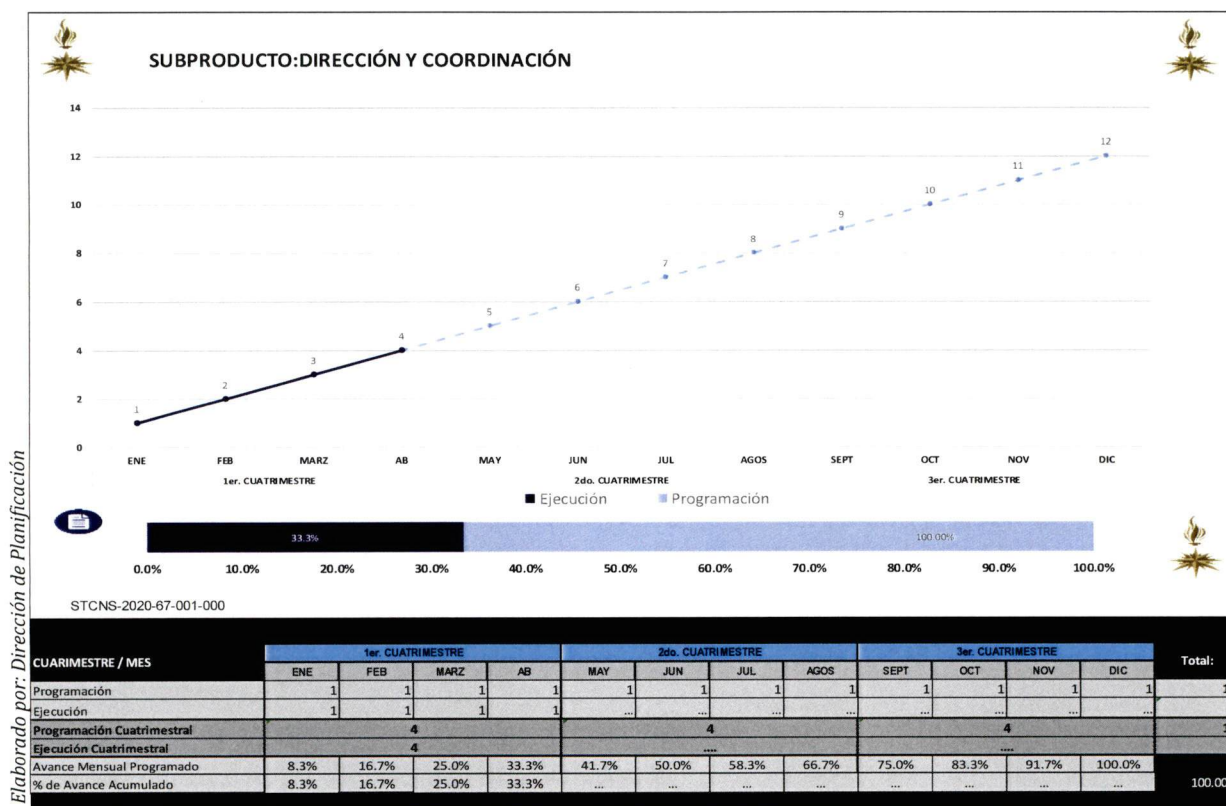 SUBPRODUCTO:DIRECCIÓN Y COORDINACIÓN
14
12
10
8
6
4
2
0
1 2 3 4 5 6 7 8 9 10 11 12
ENE FEB MARZ AB MAY JUN JUL AGOS SEPT OCT NOV DIC
1er. CUATRIMESTRE 2do. CUATRIMESTRE 3er. CUATRIMESTRE
Ejecución Programación
33.3% 100.00%
0.0% 10.0% 20.0% 30.0% 40.0% 50.0% 60.0% 70.0% 80.0% 90.0% 100.0%
STCNS-2020-67-001-000
Elaborado por: Dirección de Planificación
CUARIMESTRE / MES 1er. CUATRIMESTRE 2do. CUATRIMESTRE 3er. CUATRIMESTRE Total:
ENE FEB MARZ AB MAY JUN JUL AGOS SEPT OCT NOV DIC
Programación 1 1 1 1 1 1 1 1 1 1 1 1
Ejecución 1 1 1 1 ... ... ... ... ... ... ... ...
Programación Cuatrimestral 4 4 4
Ejecución Cuatrimestral 4 .... ....
Avance Mensual Programado 8.3% 16.7% 25.0% 33.3% 41.7% 50.0% 58.3% 66.7% 75.0% 83.3% 91.7% 100.0%
% de Avance Acumulado 8.3% 16.7% 25.0% 33.3% ... ... ... ... ... ... ... ... 100.00